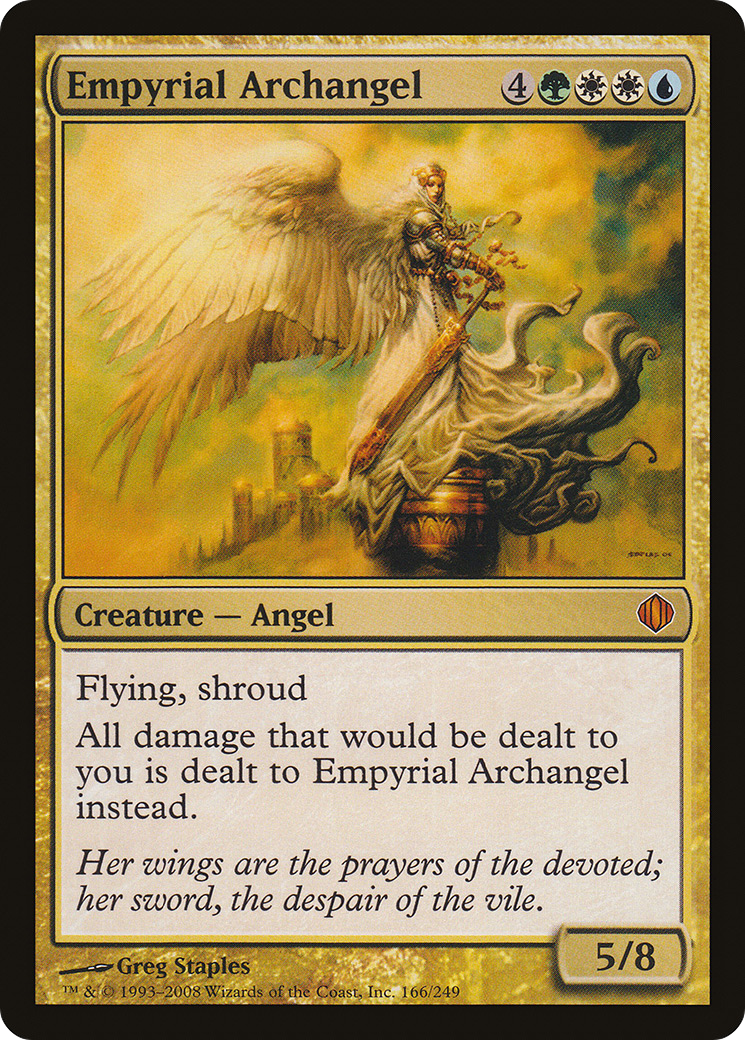 Empyrial Archangel 4
Creature — Angel
Flying, shroud
All damage that would be dealt to
you is dealt to Empyrial Archangel
instead.
Her wings are the prayers of the devoted;
her sword, the despair of the vile.
5/8
Greg Staples
™ & © 1993–2008 Wizards of the Coast, Inc. 166/249